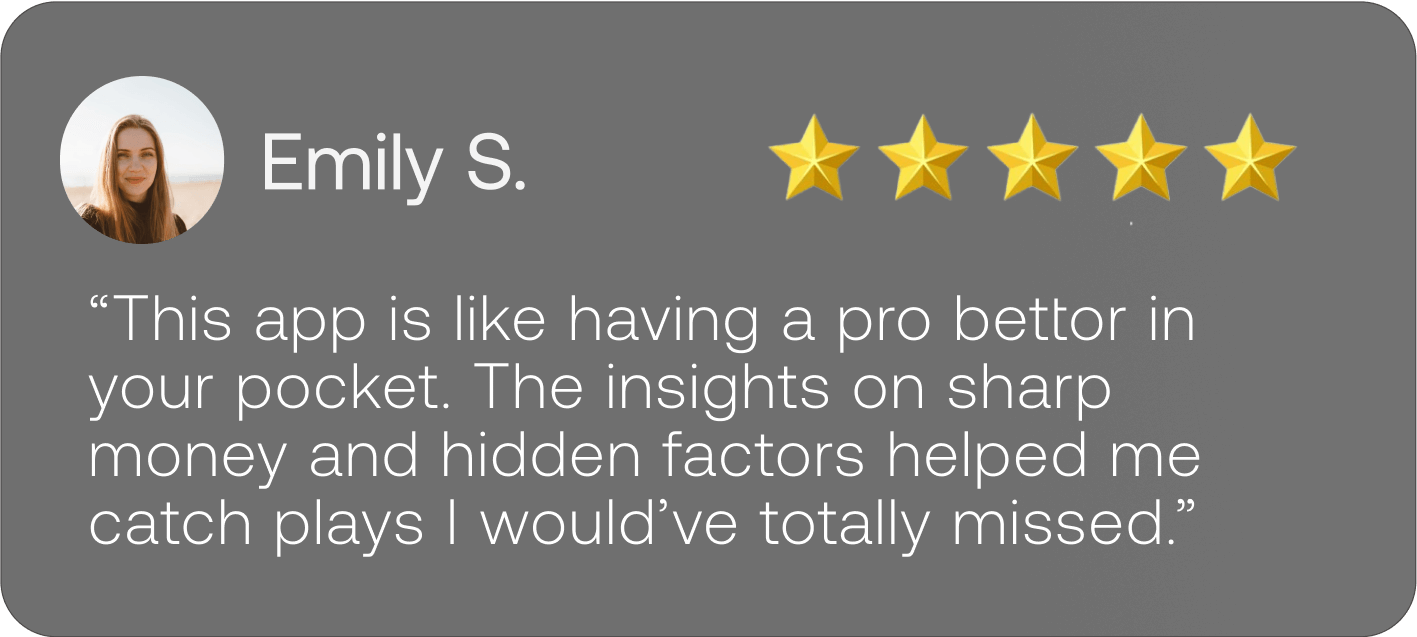 Emily S.
“This app is like having a pro bettor in
your pocket. The insights on sharp
money and hidden factors helped me
catch plays I would’ve totally missed.”